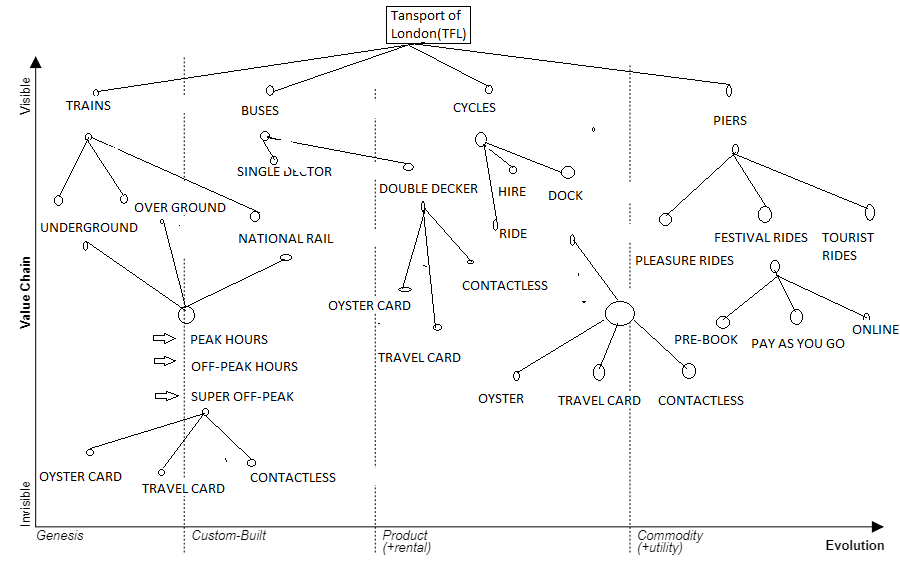 Tansport of
London(TFL)
Visible
TRAINS
BUSES
CYCLES
PIERS
SINGLE DECTOR
DOUBLE DECKER
HIRE
DOCK
OVER GROUND
UNDERGROUND
NATIONAL RAIL
RIDE
FESTIVAL RIDES
TOURIST
RIDES
PLEASURE RIDES
Value Chain
CONTACTLESS
OYSTER CARD
TRAVEL CARD
PRE-BOOK
PAY AS YOU GO
ONLINE
PEAK HOURS
OFF-PEAK HOURS
SUPER OFF-PEAK
OYSTER
TRAVEL CARD
CONTACTLESS
OYSTER CARD
TRAVEL CARD
CONTACTLESS
Invisible
Genesis
Custom-Built
Product
(+rental)
Commodity
(+utility)
Evolution